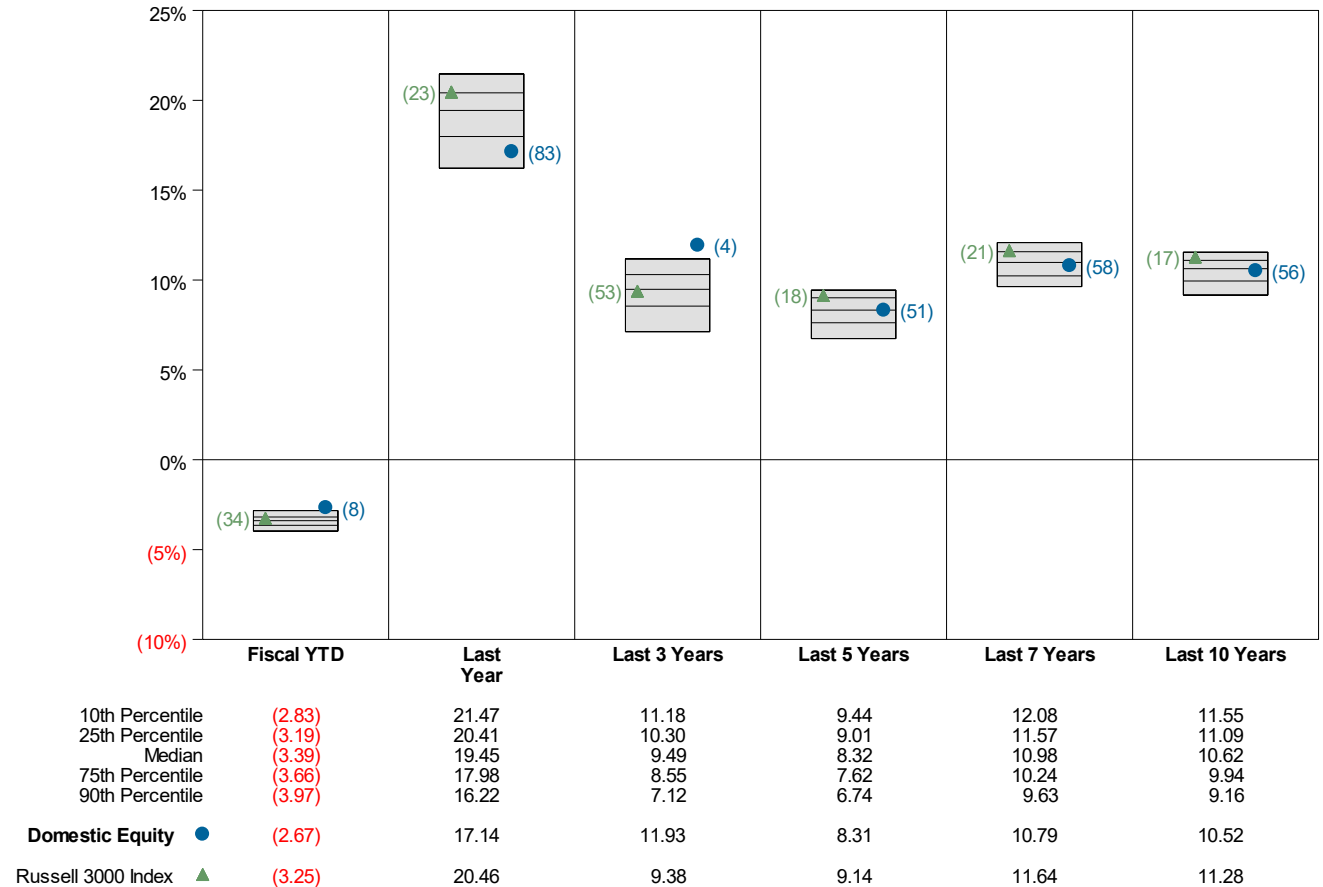 25%
20%
15%
10%
5%
0%
(5%)
(10%)
(34)
(8)
(23)
(83)
(53)
(4)
(18)
(51)
(21)
(58)
(17)
(56)
Fiscal YTD Last Year Last 3 Years Last 5 Years Last 7 Years Last 10 Years
10th Percentile (2.83) 21.47 11.18 9.44 12.08 11.55
25th Percentile (3.19) 20.41 10.30 9.01 11.57 11.09
Median (3.39) 19.45 9.49 8.32 10.98 10.62
75th Percentile (3.66) 17.98 8.55 7.62 10.24 9.94
90th Percentile (3.97) 16.22 7.12 6.74 9.63 9.16
Domestic Equity (2.67) 17.14 11.93 8.31 10.79 10.52
Russell 3000 Index (3.25) 20.46 9.38 9.14 11.64 11.28